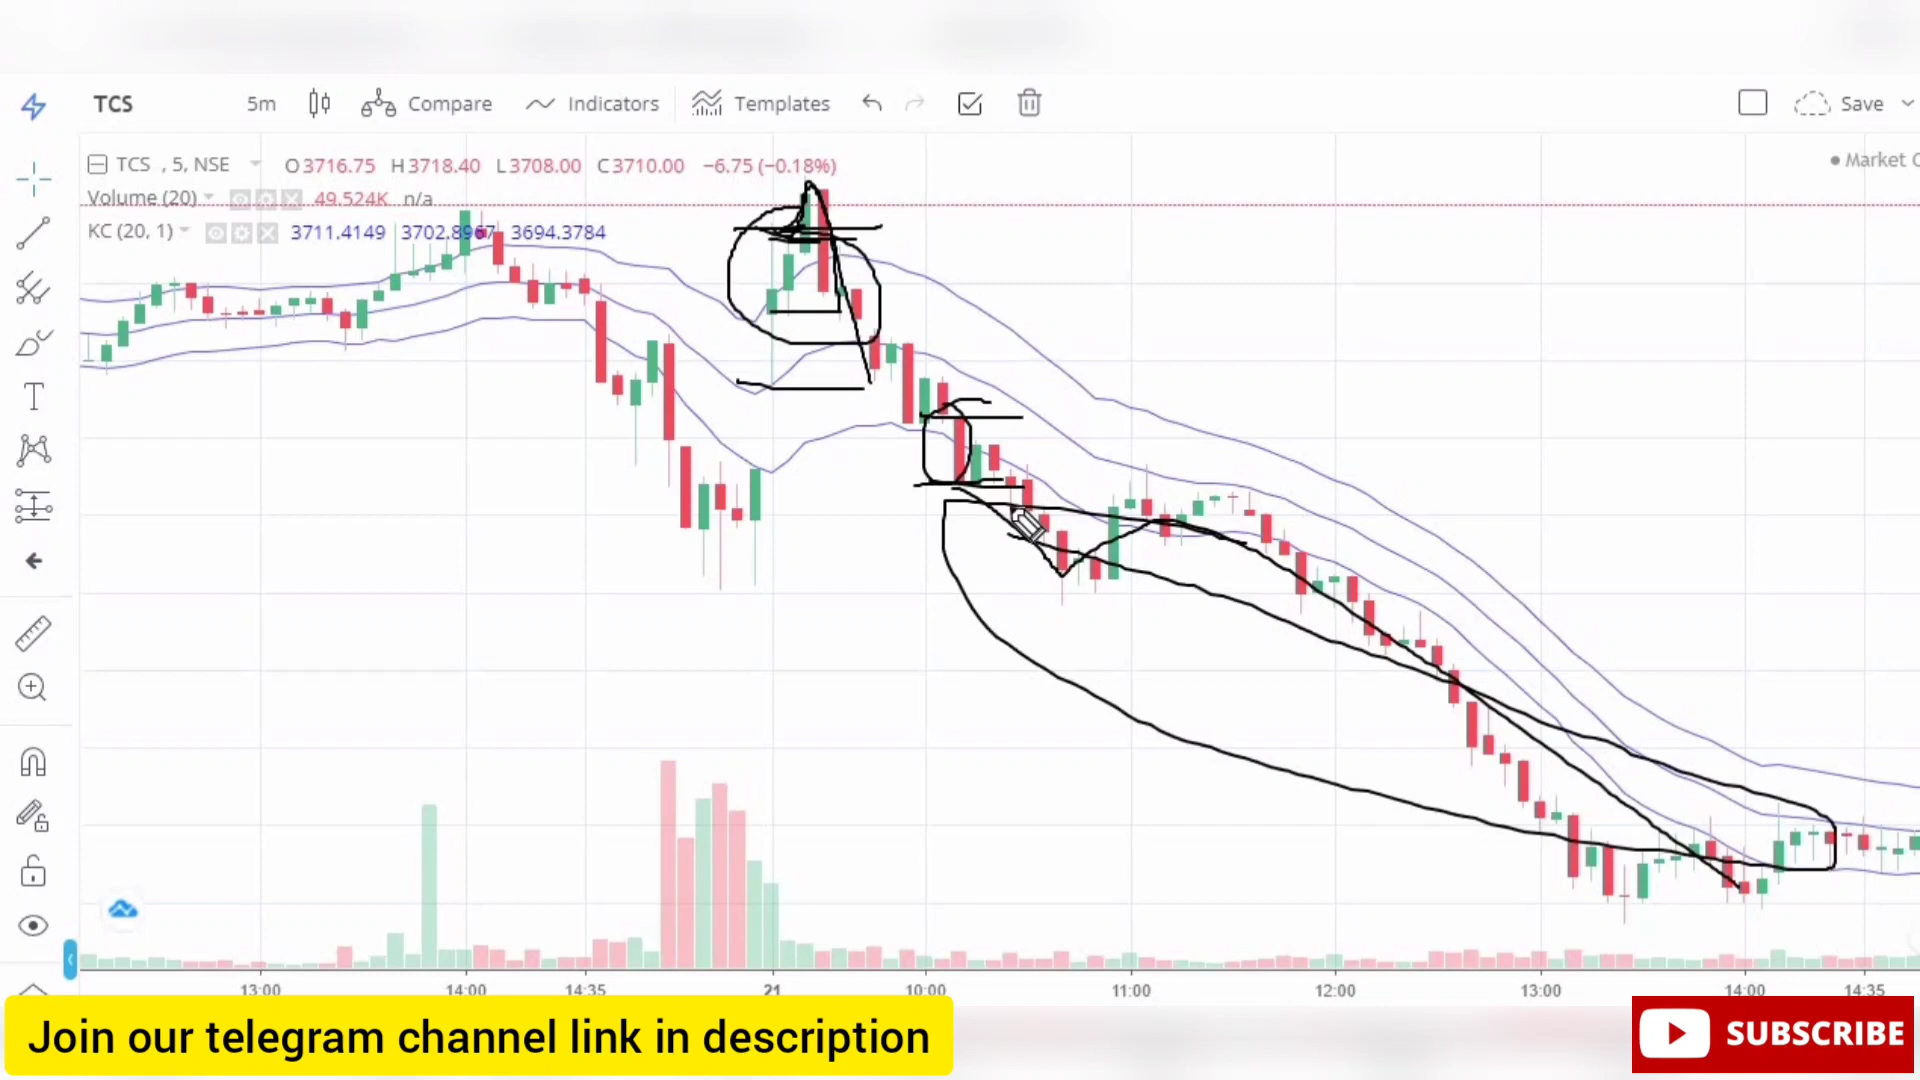 TCS 5m Compare Indicators Templates Save
TCS , 5, NSE O3716.75 H3718.40 L3708.00 C3710.00 −6.75 (−0.18%)
Market
Volume (20) 49.524K n/a
KC (20, 1) 3711.4149 3702.8967 3694.3784
13:00 14:00 14:35 21 10:00 11:00 12:00 13:00 14:00 14:35
Join our telegram channel link in description
SUBSCRIBE